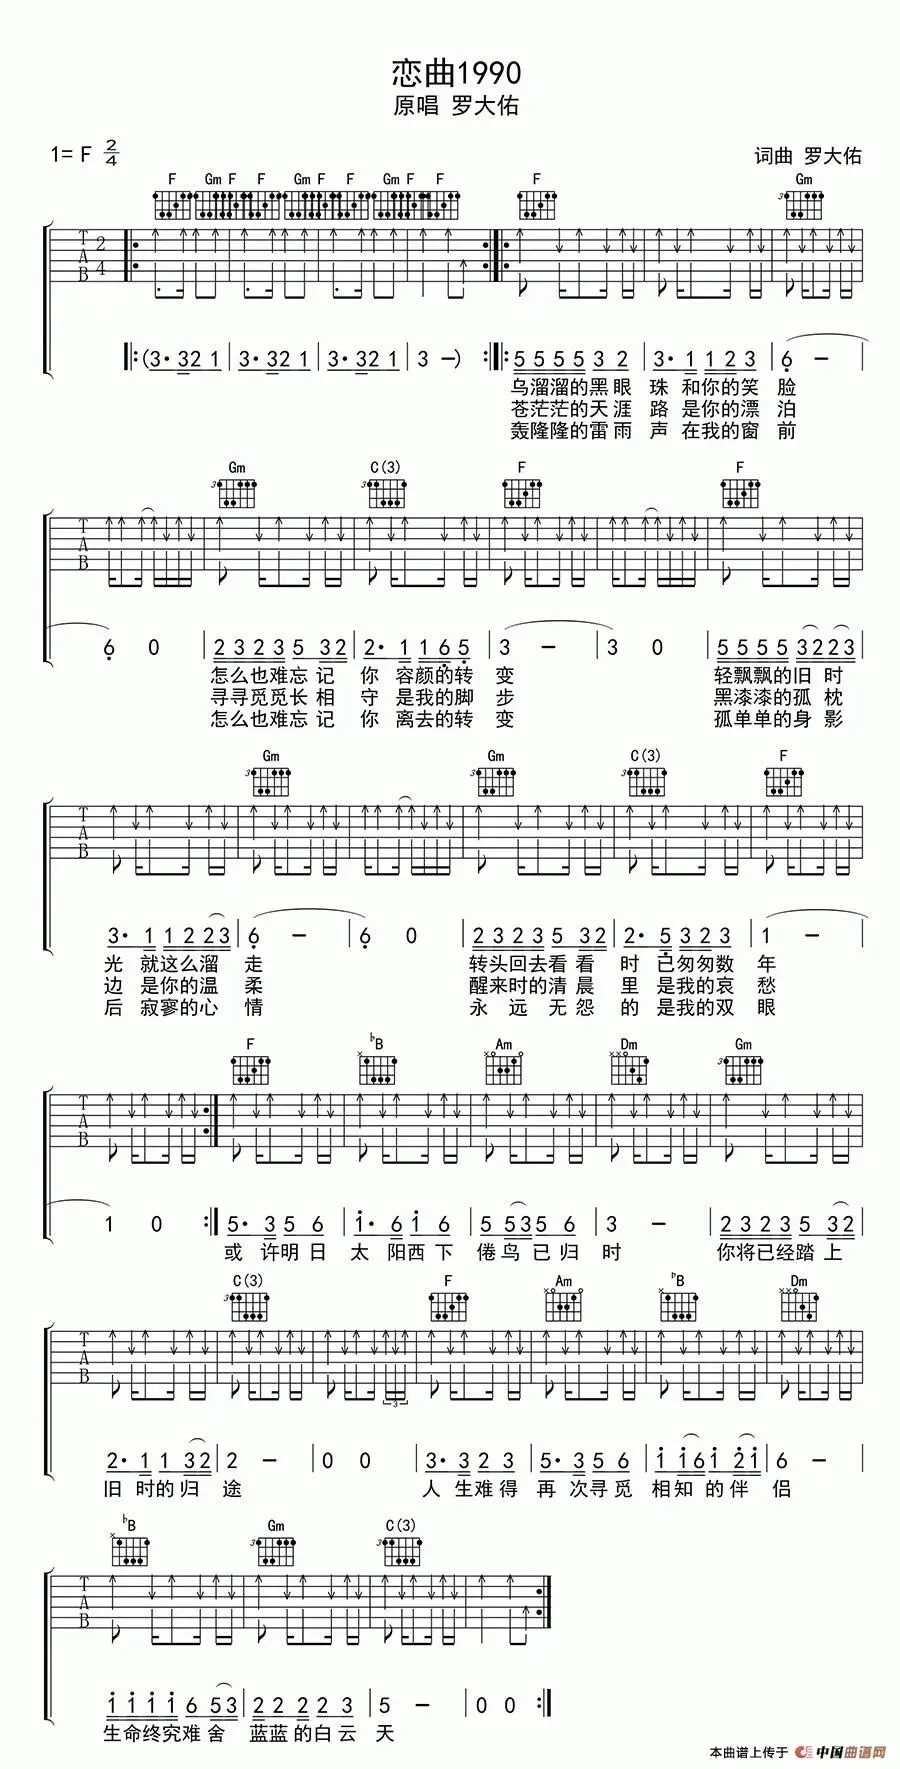 恋曲1990
原唱 罗大佑
1= F 2/4
词曲 罗大佑
F Gm F F Gm F F Gm F F Gm
T A B 2 4
(3· 32 1 3· 32 1 3· 32 1 3 —) 5 5 5 5 3 2 3· 1 1 2 3 6 —
乌溜溜的黑眼 珠 和你的笑 脸
苍茫茫的天涯 路 是你的漂 泊
轰隆隆的雷雨 声 在我的窗 前
Gm C(3) F F
T A B
6 0 2 3 2 3 5 32 2· 1 1 6 5 3 — 3 0 5 5 5 5 3 2 2 3
怎么也难忘记 你 容颜的转 变 轻飘飘的旧时
寻寻觅觅长相 守 是我的脚 步 黑漆漆的孤枕
怎么也难忘记 你 离去的转 变 孤单单的身影
Gm Gm C(3) F
T A B
3· 1 1 2 2 3 6 — 6 0 2 3 2 3 5 32 2· 5 3 2 3 1 —
光 就这么溜 走 转头回去看看 时 已匆匆数 年
边 是你的温 柔 醒来时的清晨 里 是我的哀 愁
后 寂寥的心 情 永远无怨 的 是我的双 眼
F ♭B Am Dm Gm
T A B
1 0 5· 3 5 6 1· 6 1 6 5 53 5 6 3 — 2 3 2 3 5 32
或 许明日 太 阳西下 倦鸟已归 时 你将已经踏上
C(3) F Am ♭B Dm
T A B
2· 1 1 32 2 — 0 0 3· 3 2 3 5· 3 5 6 1 1 6 1 2 1 6 —
旧 时的归 途 人 生难得 再 次寻觅 相知 的伴 侣
♭B Gm C(3)
T A B
1 1 1 1 6 53 2 2 2 2 3 5 — 0 0
生命终究难 舍 蓝蓝的白云 天
本曲谱上传于 中国曲谱网